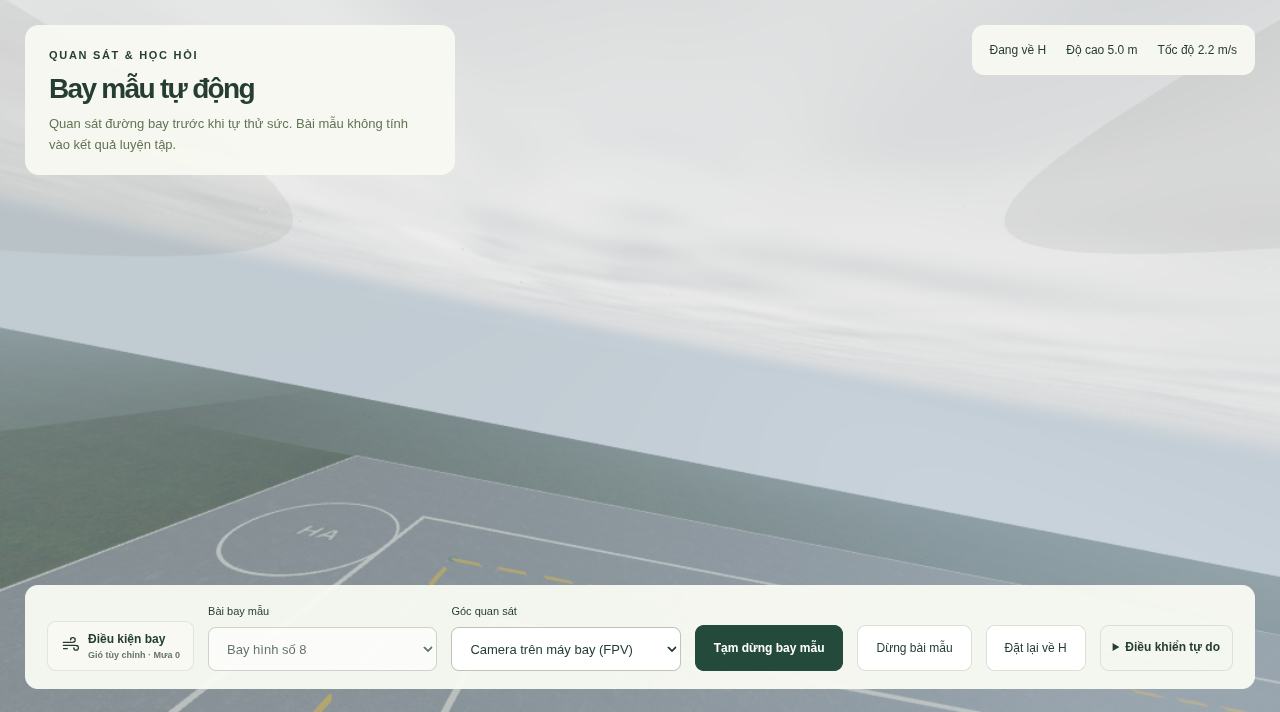 QUAN SÁT & HỌC HỎI
Bay mẫu tự động
Quan sát đường bay trước khi tự thử sức. Bài mẫu không tính
vào kết quả luyện tập.
Đang về H Độ cao 5.0 m Tốc độ 2.2 m/s
HA
Điều kiện bay
Gió tùy chỉnh · Mưa 0
Bài bay mẫu
Bay hình số 8
Góc quan sát
Camera trên máy bay (FPV)
Tạm dừng bay mẫu
Dừng bài mẫu
Đặt lại về H
Điều khiển tự do